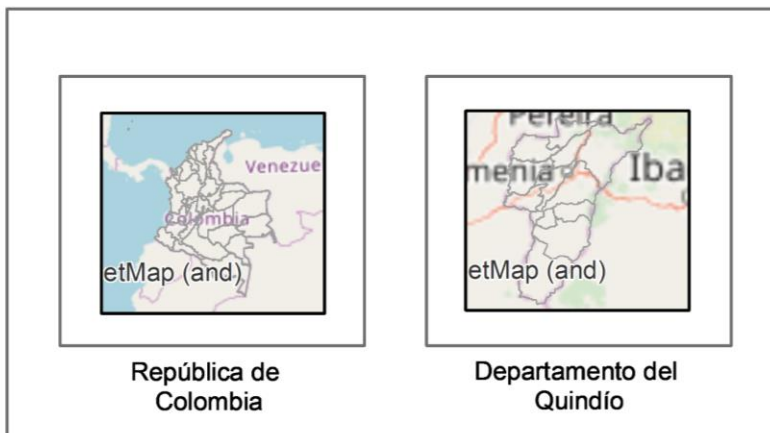 Venezue
Colombia
etMap (and)
República de
Colombia
Pereira
menia
Iba
etMap (and)
Departamento del
Quindío